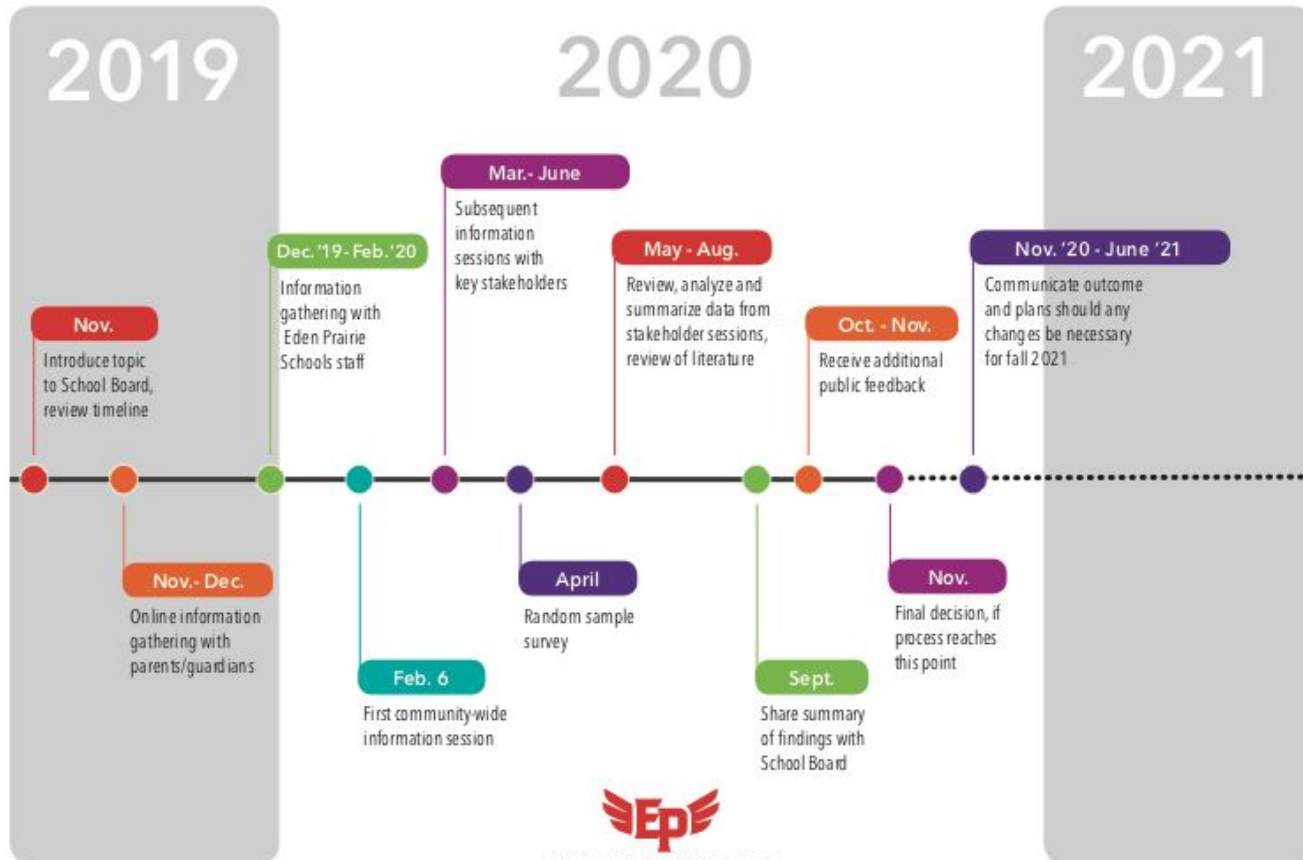 2019
2020
2021
Nov.
Introduce topic
to School Board,
review timeline
Nov.- Dec.
Online information
gathering with
parents/guardians
Dec. '19- Feb. '20
Information
gathering with
Eden Prairie
Schools staff
Feb. 6
First community-wide
information session
Mar.- June
Subsequent
information
sessions with
key stakeholders
April
Random sample
survey
May - Aug.
Review, analyze and
summarize data from
stakeholder sessions,
review of literature
Sept.
Share summary
of findings with
School Board
Oct. - Nov.
Receive additional
public feedback
Nov.
Final decision, if
process reaches
this point
Nov. '20 - June '21
Communicate outcome
and plans should any
changes be necessary
for fall 2021
EP